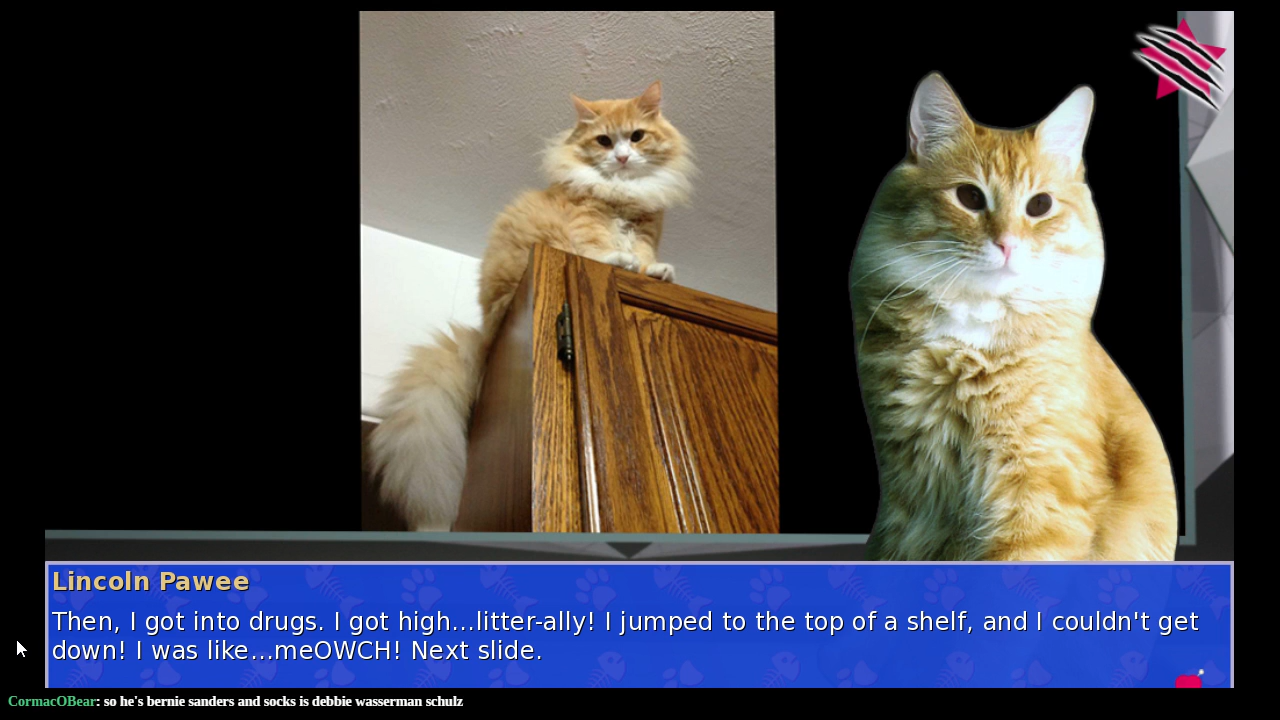 Lincoln Pawee
Then, I got into drugs. I got high...litter-ally! I jumped to the top of a shelf, and I couldn't get
down! I was like...meOWCH! Next slide.
CormacOBear: so he's bernie sanders and socks is debbie wasserman schulz